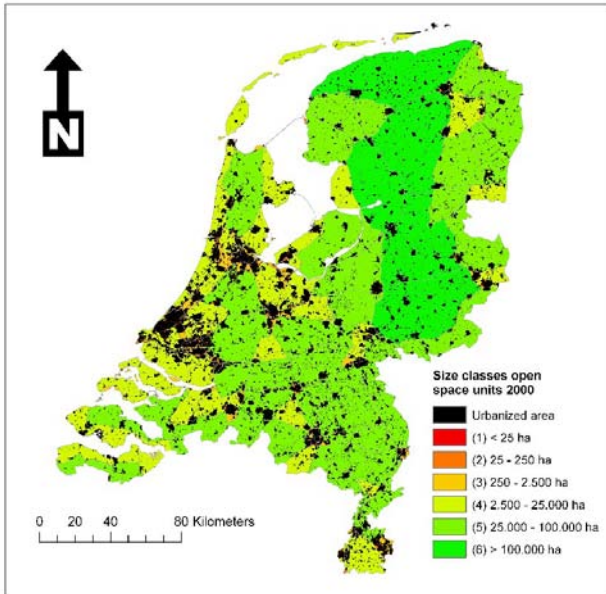 N
Size classes open
space units 2000
Urbanized area
(1) < 25 ha
(2) 25 - 250 ha
(3) 250 - 2.500 ha
(4) 2.500 - 25.000 ha
(5) 25.000 - 100.000 ha
(6) > 100.000 ha
0 20 40 80 Kilometers